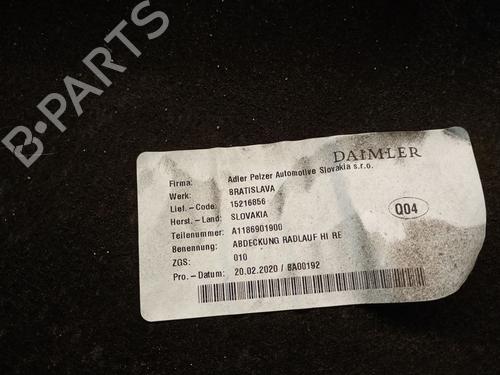 B-PARTS
DAIMLER
Firma: Adler Pelzer Automotive Slovakia s.r.o.
Werk: BRATISLAVA
Lief.-Code: 15216856
Herst.-Land: SLOVAKIA
Teilenummer: A1186901900
Benennung: ABDECKUNG RADLAUF HI RE
ZGS: 010
Pro.-Datum: 20.02.2020 / BA00192
Q04